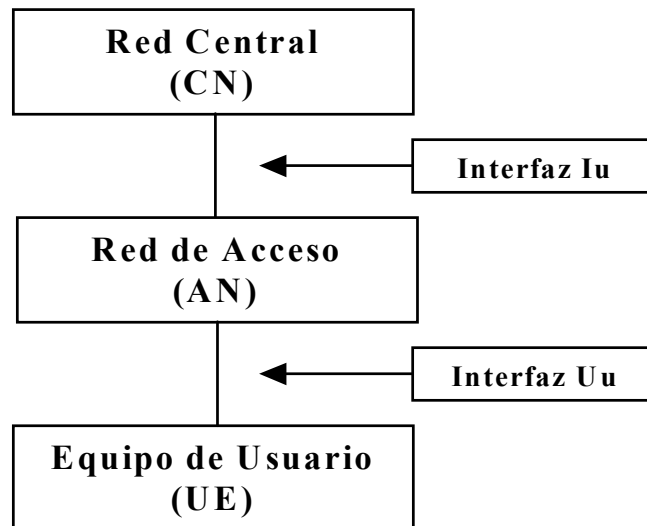 Red Central
(CN)
Interfaz Iu
Red de Acceso
(AN)
Interfaz Uu
Equipo de Usuario
(UE)